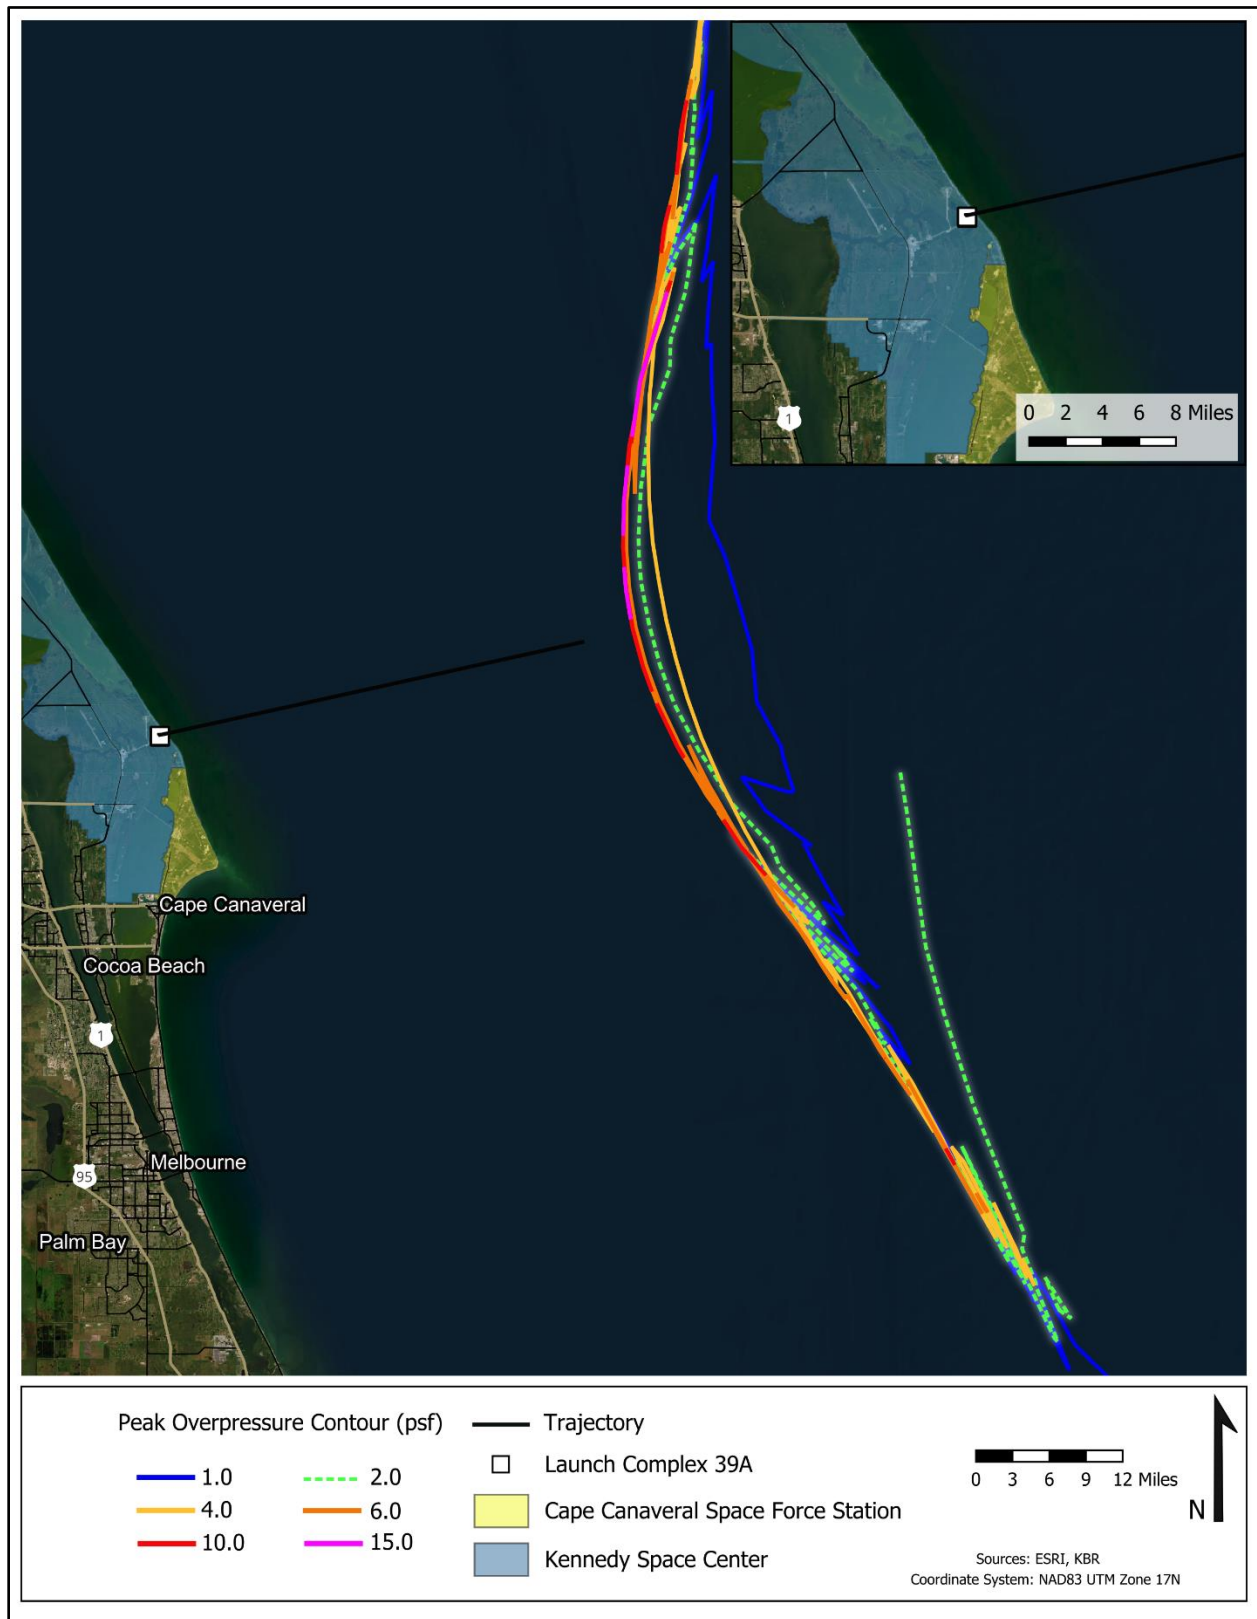 0 2 4 6 8 Miles
1
Cape Canaveral
Cocoa Beach
1
Melbourne
95
Palm Bay
Peak Overpressure Contour (psf)
1.0
2.0
4.0
6.0
10.0
15.0
Trajectory
Launch Complex 39A
Cape Canaveral Space Force Station
Kennedy Space Center
0 3 6 9 12 Miles
N
Sources: ESRI, KBR
Coordinate System: NAD83 UTM Zone 17N